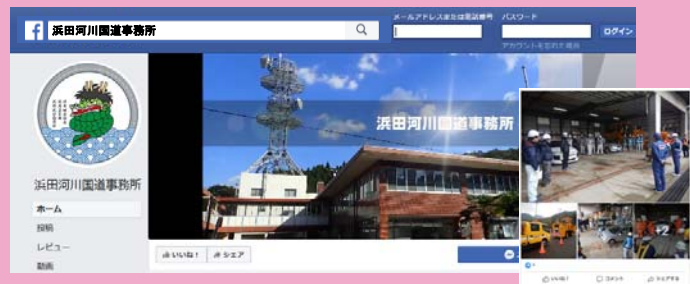 メールアドレスまたは電話番号 パスワード
浜田河川国道事務所
ログイン
アカウントを忘れた場合
浜田河川国道事務所
浜田河川国道事務所
ホーム
投稿
レビュー
動画
いいね！ シェア
いいね！ コメント シェアする